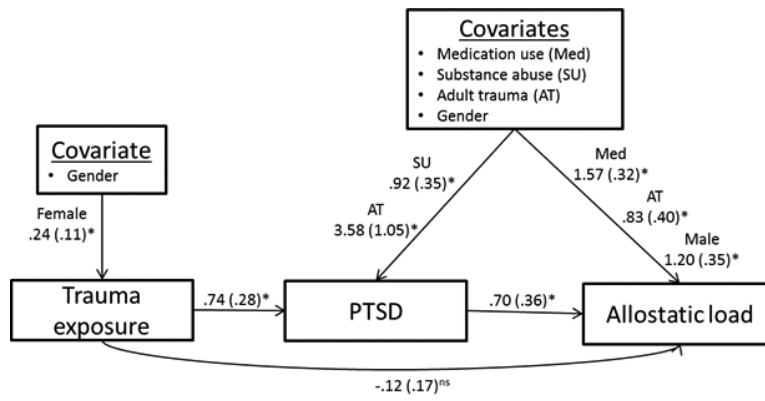 Covariates
• Medication use (Med)
• Substance abuse (SU)
• Adult trauma (AT)
• Gender
Covariate
• Gender
Female
.24 (.11)*
SU
.92 (.35)*
AT
3.58 (1.05)*
Med
1.57 (.32)*
AT
.83 (.40)*
Male
1.20 (.35)*
Trauma
exposure
.74 (.28)*
PTSD
.70 (.36)*
Allostatic load
-.12 (.17)ns